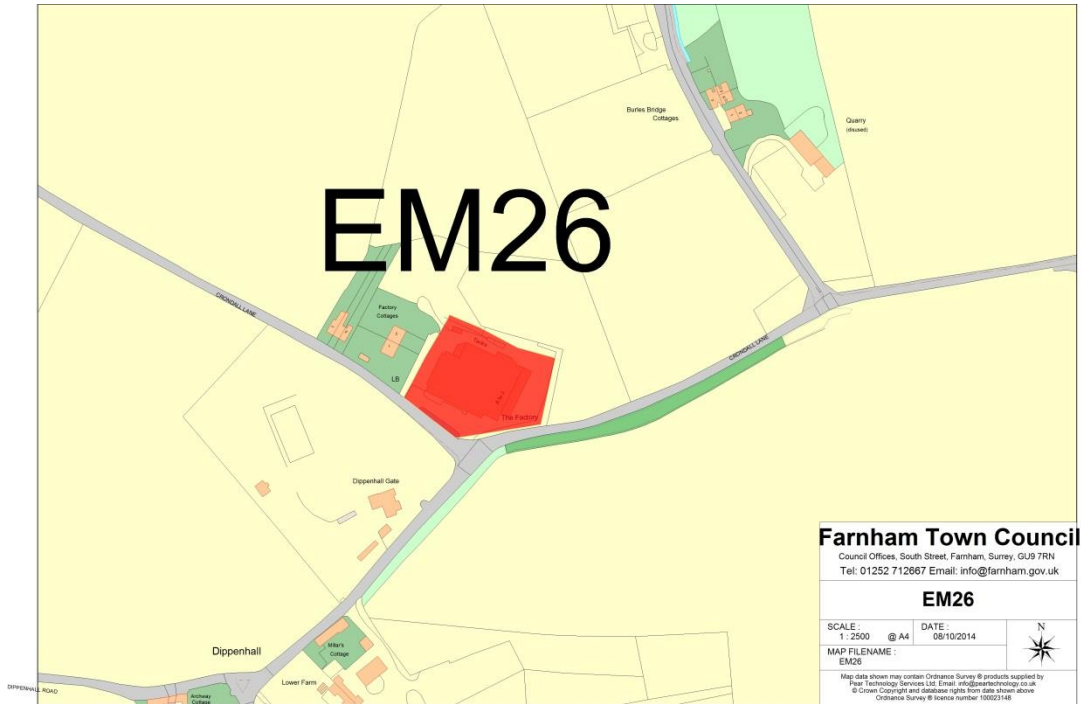 Burles Bridge
Cottages
Quarry
(disused)
EM26
CRONDALL LANE
Factory
Cottages
Tanks
LB
CRONDALL LANE
The Factory
Dippenhall Gate
Dippenhall
Millar's
Cottage
Lower Farm
DIPPENHALL ROAD
Archway
Cottage
Farnham Town Council
Council Offices, South Street, Farnham, Surrey, GU9 7RN
Tel: 01252 712667 Email: info@farnham.gov.uk
EM26
SCALE :
1 : 2500 @ A4
DATE :
08/10/2014
N
MAP FILENAME :
EM26
Map data shown may contain Ordnance Survey ® products supplied by
Pear Technology Services Ltd; Email: info@peartechnology.co.uk
© Crown Copyright and database rights from date shown above
Ordnance Survey ® licence number 100023148